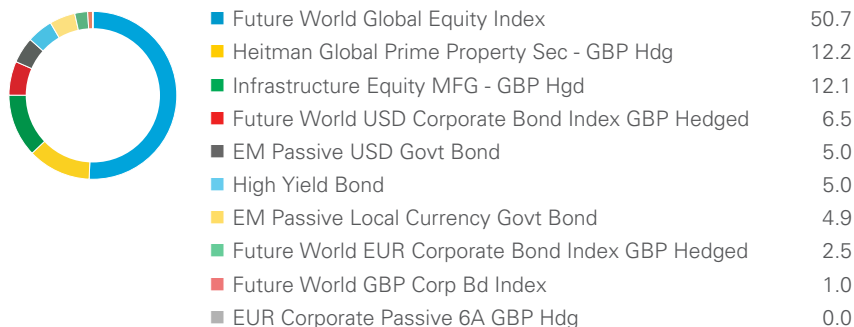 Future World Global Equity Index 50.7
Heitman Global Prime Property Sec - GBP Hdg 12.2
Infrastructure Equity MFG - GBP Hgd 12.1
Future World USD Corporate Bond Index GBP Hedged 6.5
EM Passive USD Govt Bond 5.0
High Yield Bond 5.0
EM Passive Local Currency Govt Bond 4.9
Future World EUR Corporate Bond Index GBP Hedged 2.5
Future World GBP Corp Bd Index 1.0
EUR Corporate Passive 6A GBP Hdg 0.0